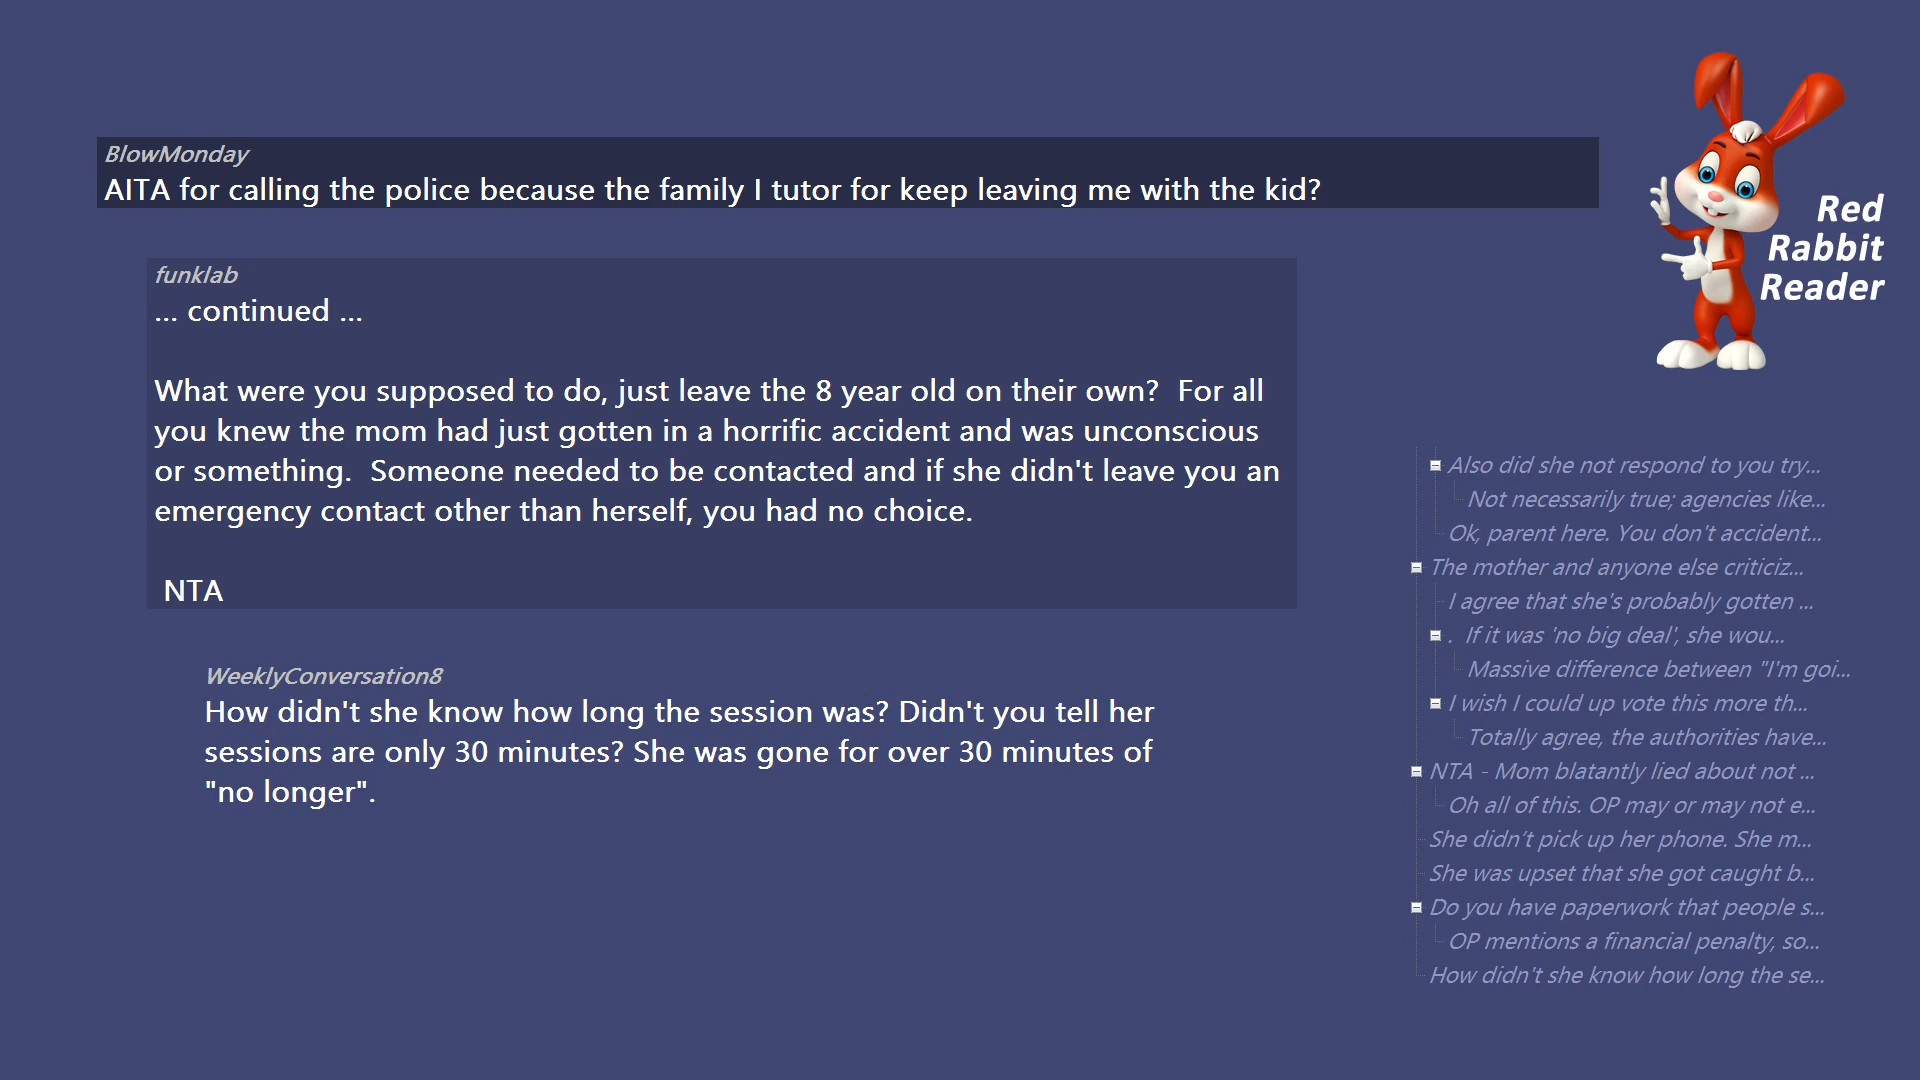 BlowMonday
AITA for calling the police because the family I tutor for keep leaving me with the kid?
funklab
... continued ...
What were you supposed to do, just leave the 8 year old on their own?  For all
you knew the mom had just gotten in a horrific accident and was unconscious
or something.  Someone needed to be contacted and if she didn't leave you an
emergency contact other than herself, you had no choice.
NTA
WeeklyConversation8
How didn't she know how long the session was? Didn't you tell her
sessions are only 30 minutes? She was gone for over 30 minutes of
"no longer".
Red
Rabbit
Reader
Also did she not respond to you try...
Not necessarily true; agencies like...
Ok, parent here. You don't accident...
The mother and anyone else criticiz...
I agree that she's probably gotten ...
.  If it was 'no big deal', she wou...
Massive difference between "I'm goi...
I wish I could up vote this more th...
Totally agree, the authorities have...
NTA - Mom blatantly lied about not ...
Oh all of this. OP may or may not e...
She didn’t pick up her phone. She m...
She was upset that she got caught b...
Do you have paperwork that people s...
OP mentions a financial penalty, so...
How didn't she know how long the se...